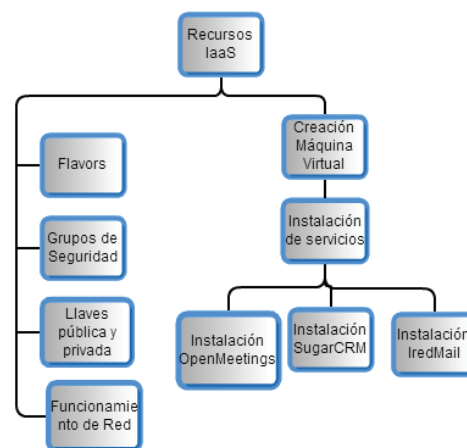 Recursos
IaaS
Flavors
Grupos de
Seguridad
Llaves
pública y
privada
Funcionamie
nto de Red
Creación
Máquina
Virtual
Instalación
de servicios
Instalación
OpenMeetings
Instalación
SugarCRM
Instalación
IredMail